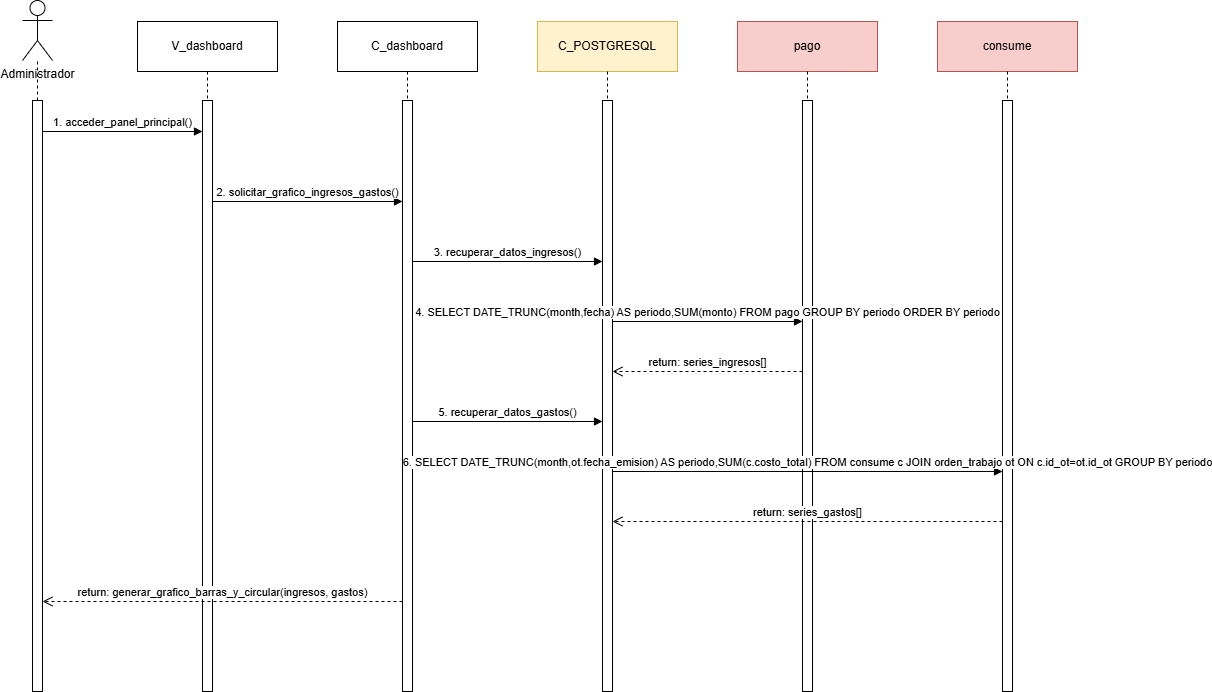 Administrador
V_dashboard
C_dashboard
C_POSTGRESQL
pago
consume
1. acceder_panel_principal()
2. solicitar_grafico_ingresos_gastos()
3. recuperar_datos_ingresos()
4. SELECT DATE_TRUNC(month,fecha) AS periodo,SUM(monto) FROM pago GROUP BY periodo ORDER BY periodo
return: series_ingresos[]
5. recuperar_datos_gastos()
6. SELECT DATE_TRUNC(month,ot.fecha_emision) AS periodo,SUM(c.costo_total) FROM consume c JOIN orden_trabajo ot ON c.id_ot=ot.id_ot GROUP BY periodo
return: series_gastos[]
return: generar_grafico_barras_y_circular(ingresos, gastos)